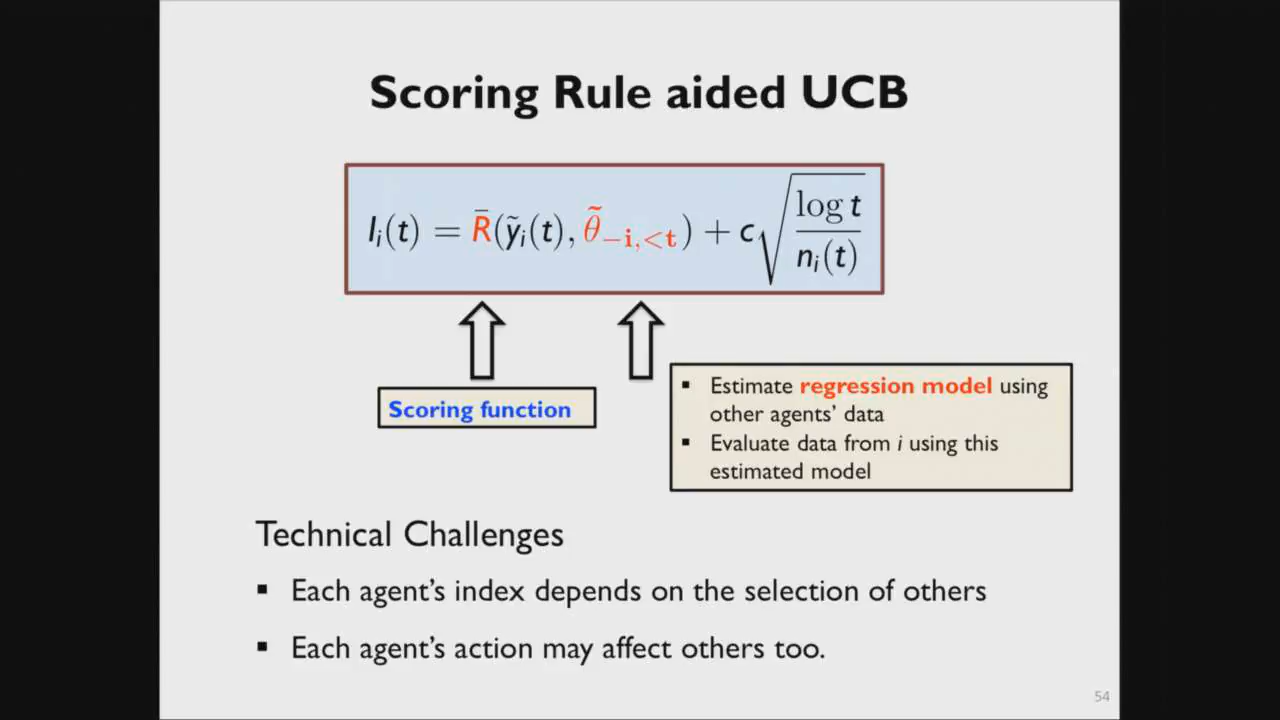 Scoring Rule aided UCB
I_i(t) = R̄(ỹ_i(t), θ̃_{-i,<t}) + c√(log t / n_i(t))
Scoring function
▪ Estimate regression model using
other agents' data
▪ Evaluate data from i using this
estimated model
Technical Challenges
▪ Each agent's index depends on the selection of others
▪ Each agent's action may affect others too.
54